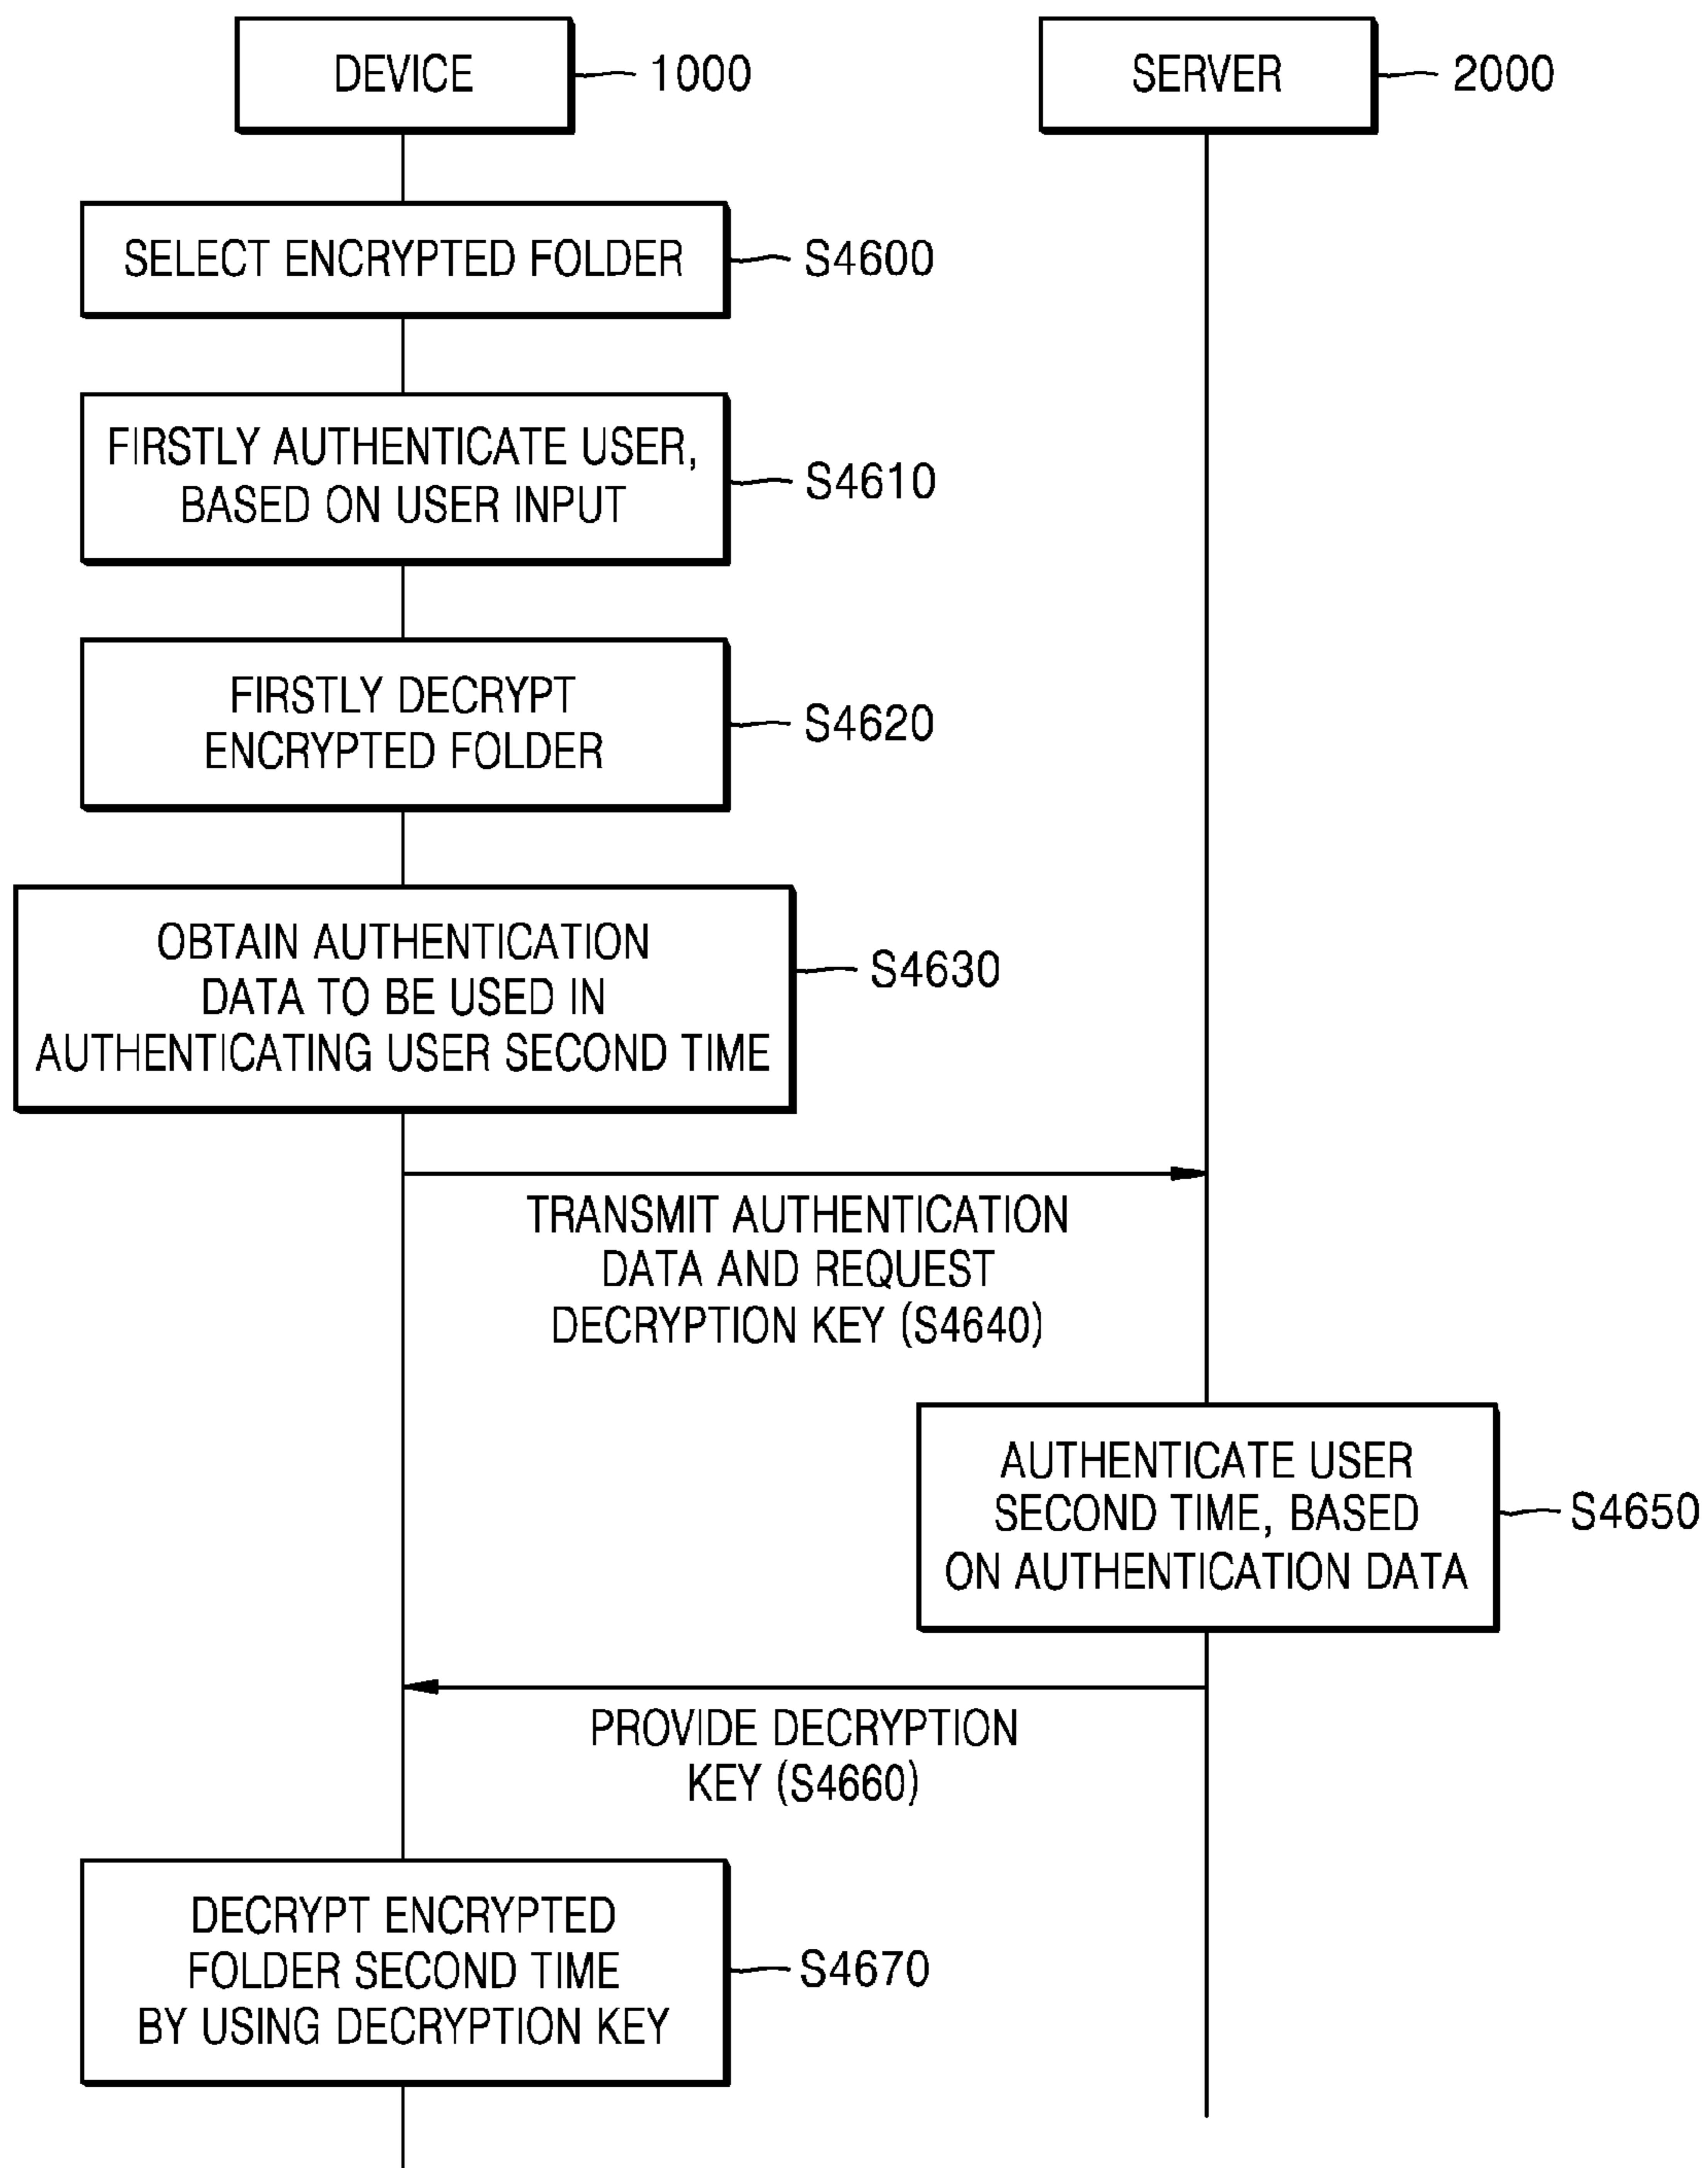 DEVICE
1000
SERVER
2000
SELECT ENCRYPTED FOLDER
S4600
FIRSTLY AUTHENTICATE USER,
BASED ON USER INPUT
S4610
FIRSTLY DECRYPT
ENCRYPTED FOLDER
S4620
OBTAIN AUTHENTICATION
DATA TO BE USED IN
AUTHENTICATING USER SECOND TIME
S4630
TRANSMIT AUTHENTICATION
DATA AND REQUEST
DECRYPTION KEY (S4640)
AUTHENTICATE USER
SECOND TIME, BASED
ON AUTHENTICATION DATA
S4650
PROVIDE DECRYPTION
KEY (S4660)
DECRYPT ENCRYPTED
FOLDER SECOND TIME
BY USING DECRYPTION KEY
S4670